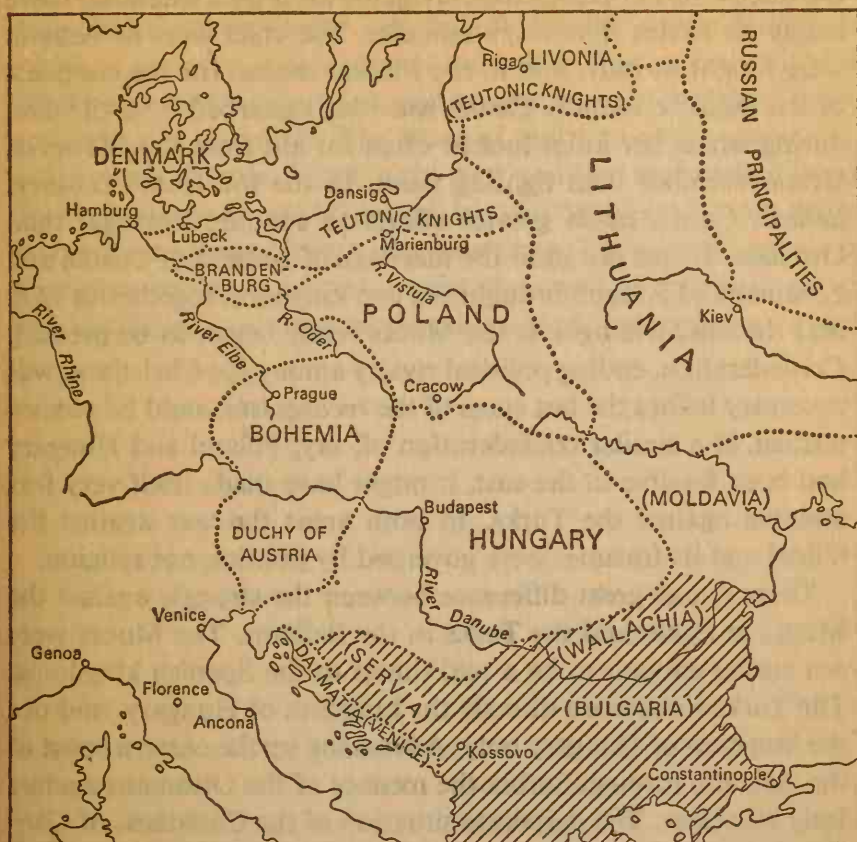 Riga
LIVONIA
(TEUTONIC KNIGHTS)
RUSSIAN PRINCIPALITIES
DENMARK
LITHUANIA
Hamburg
Lübeck
Dansig
TEUTONIC KNIGHTS
Marienburg
BRANDEN-
BURG
R. Vistula
POLAND
Kiev
River Rhine
River Elbe
R. Oder
Prague
Cracow
BOHEMIA
(MOLDAVIA)
Budapest
DUCHY OF
AUSTRIA
HUNGARY
River Danube
Venice
(WALLACHIA)
(SERVIA)
Genoa
DALMATIA (VENICE)
Florence
(BULGARIA)
Ancona
Kossovo
Constantinople